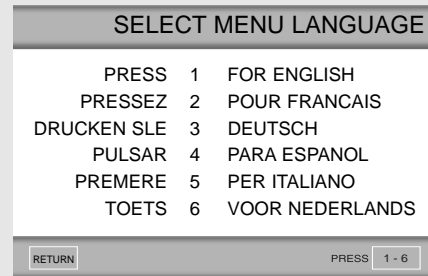 SELECT MENU LANGUAGE
PRESS 1 FOR ENGLISH
PRESSEZ 2 POUR FRANCAIS
DRUCKEN SLE 3 DEUTSCH
PULSAR 4 PARA ESPANOL
PREMERE 5 PER ITALIANO
TOETS 6 VOOR NEDERLANDS
RETURN PRESS 1 - 6